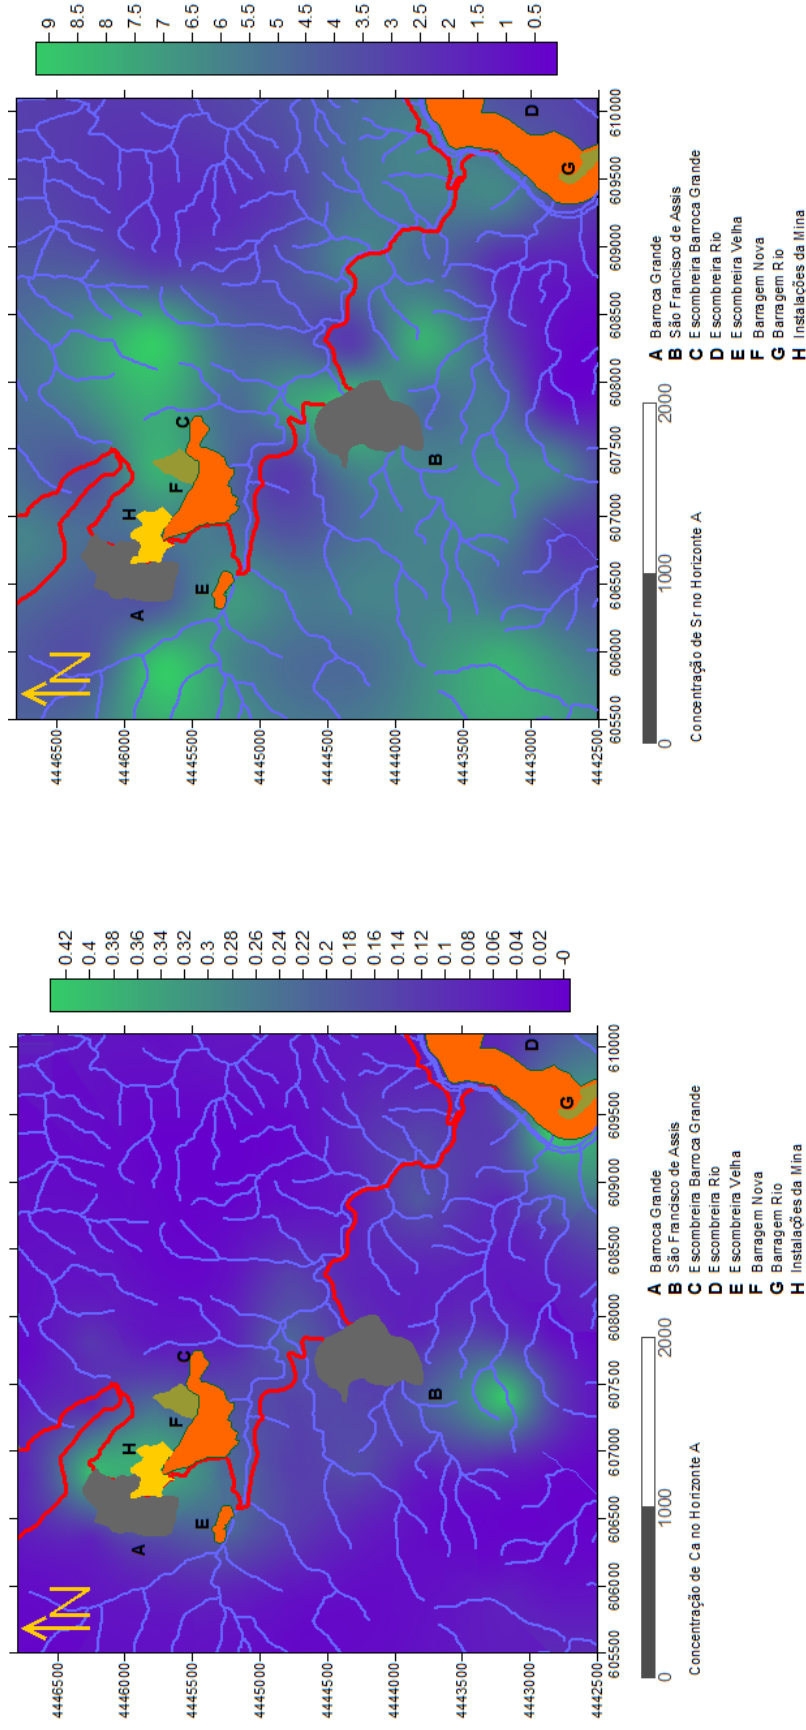 N
4446500
4446000
4445500
4445000
4444500
4444000
4443500
4443000
4442500
605500
606000
606500
607000
607500
608000
608500
609000
609500
610000
A
H
F
C
E
B
D
G
0.42
0.4
0.38
0.36
0.34
0.32
0.3
0.28
0.26
0.24
0.22
0.2
0.18
0.16
0.14
0.12
0.1
0.08
0.06
0.04
0.02
-0
0
1000
2000
Concentração de Ca no Horizonte A
A Barroca Grande
B São Francisco de Assis
C Escombreira Barroca Grande
D Escombreira Rio
E Escombreira Velha
F Barragem Nova
G Barragem Rio
H Instalações da Mina
N
4446500
4446000
4445500
4445000
4444500
4444000
4443500
4443000
4442500
605500
606000
606500
607000
607500
608000
608500
609000
609500
610000
A
H
F
C
E
B
D
G
9
8.5
8
7.5
7
6.5
6
5.5
5
4.5
4
3.5
3
2.5
2
1.5
1
0.5
0
1000
2000
Concentração de Sr no Horizonte A
A Barroca Grande
B São Francisco de Assis
C Escombreira Barroca Grande
D Escombreira Rio
E Escombreira Velha
F Barragem Nova
G Barragem Rio
H Instalações da Mina